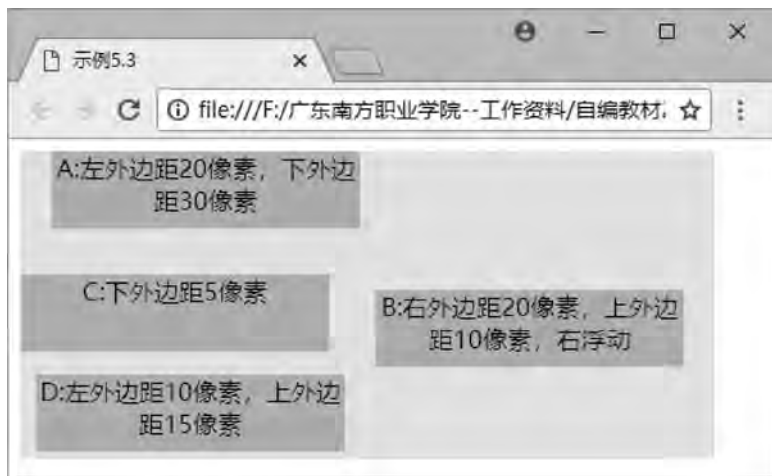 示例5.3
file:///F:/广东南方职业学院--工作资料/自编教材
A:左外边距20像素，下外边
距30像素
C:下外边距5像素
B:右外边距20像素，上外边
距10像素，右浮动
D:左外边距10像素，上外边
距15像素